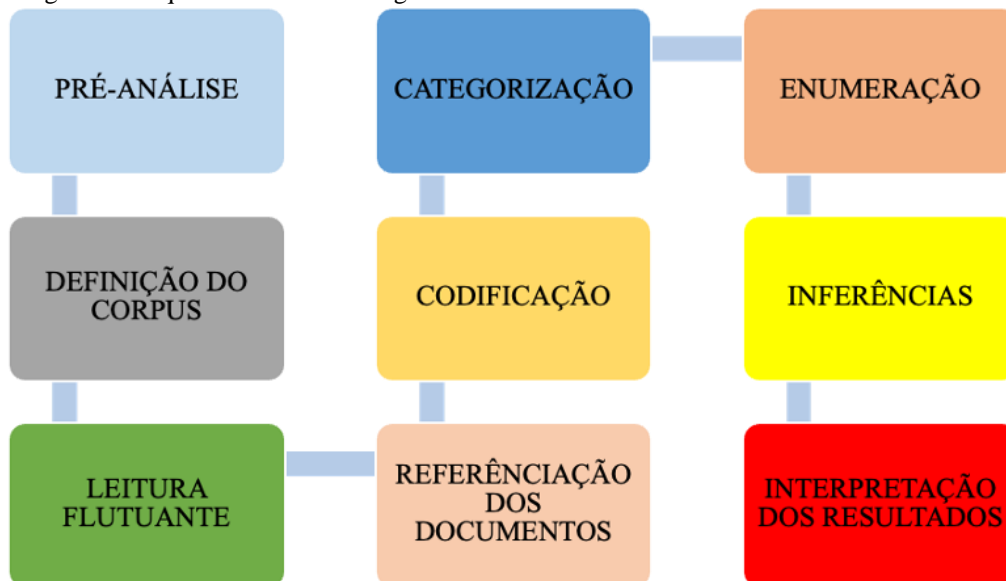 PRÉ-ANÁLISE
DEFINIÇÃO DO
CORPUS
LEITURA
FLUTUANTE
REFERÊNCIAÇÃO
DOS
DOCUMENTOS
CODIFICAÇÃO
CATEGORIZAÇÃO
ENUMERAÇÃO
INFERÊNCIAS
INTERPRETAÇÃO
DOS RESULTADOS